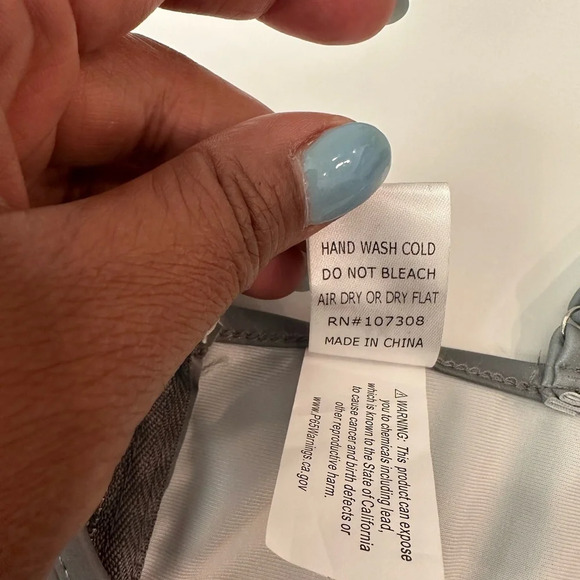 HAND WASH COLD
DO NOT BLEACH
AIR DRY OR DRY FLAT
RN#107308
MADE IN CHINA
⚠WARNING: This product can expose
you to chemicals including lead,
which is known to the State of California
to cause cancer and birth defects or
other reproductive harm.
www.P65Warnings.ca.gov